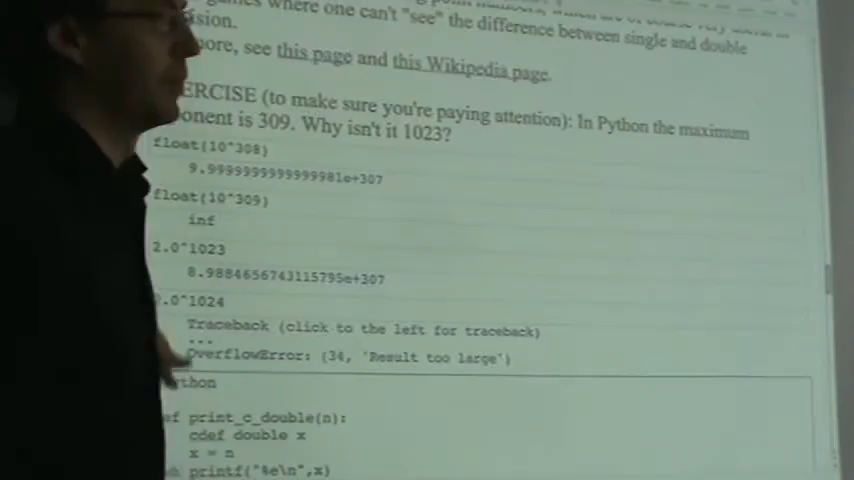 games where one can't "see" the difference between single and double
sion.
ore, see this page and this Wikipedia page.
ERCISE (to make sure you're paying attention): In Python the maximum
onent is 309. Why isn't it 1023?
float(10^308)
9.9999999999999981e+307
float(10^309)
inf
2.0^1023
8.9884656743115795e+307
.0^1024
Traceback (click to the left for traceback)
...
OverflowError: (34, 'Result too large')
thon
ef print_c_double(n):
cdef double x
x = n
printf("%e\n",x)